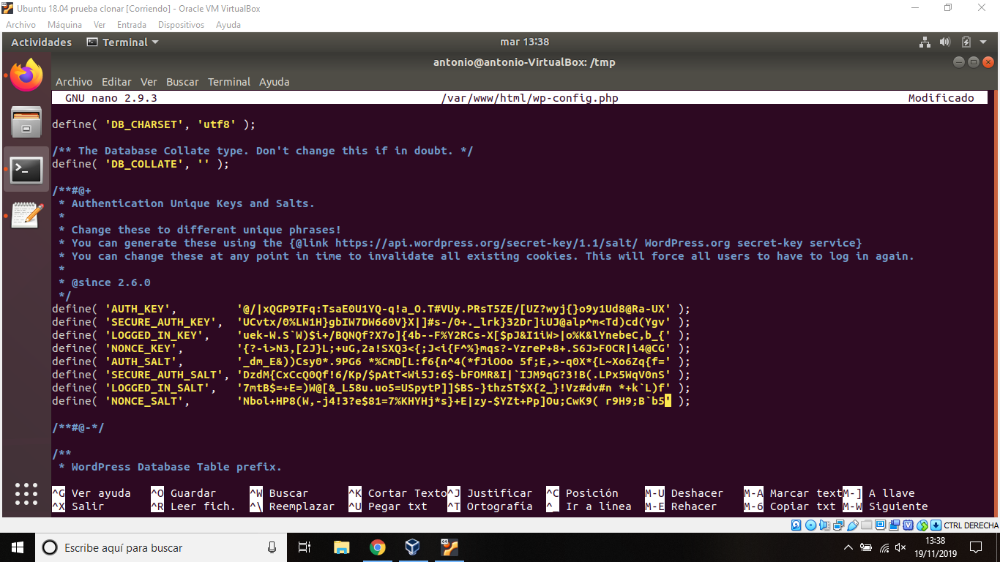 Ubuntu 18.04 prueba clonar [Corriendo] - Oracle VM VirtualBox
Archivo Máquina Ver Entrada Dispositivos Ayuda
Actividades Terminal mar 13:38
antonio@antonio-VirtualBox: /tmp
Archivo Editar Ver Buscar Terminal Ayuda
GNU nano 2.9.3 /var/www/html/wp-config.php Modificado
define( 'DB_CHARSET', 'utf8' );
/** The Database Collate type. Don't change this if in doubt. */
define( 'DB_COLLATE', '' );
/**#@+
* Authentication Unique Keys and Salts.
*
* Change these to different unique phrases!
* You can generate these using the {@link https://api.wordpress.org/secret-key/1.1/salt/ WordPress.org secret-key service}
* You can change these at any point in time to invalidate all existing cookies. This will force all users to have to log in again.
*
* @since 2.6.0
*/
define( 'AUTH_KEY', '@/|xQGP9IFq:TsaE0U1YQ-q!a_O.T#VUy.PRsT5ZE/[UZ?wyj{}o9y1Ud8@Ra-UX' );
define( 'SECURE_AUTH_KEY', 'UCvtx/0%LW1H}gbIW7DW660V}X|]#s-/0+._lrk}32Dr]iUJ@alp^m<Td)cd(Ygv' );
define( 'LOGGED_IN_KEY', 'uek-W.S`W)$i+/BQNQf?X7o]{4b--F%Y2RCs-X[$pJ&I1iW>|o%K&lYnebeC,b_{' );
define( 'NONCE_KEY', '{?-i>N3,[2J}L;+uG,2a!SXQ3<{;J<i{F^%}mqs?-YzreP+8+.S6J>FOCR|i4@CG' );
define( 'AUTH_SALT', '_dm_E&))Csy0*.9PG6 *%CmD[L:f6{n^4(*fJiOOo 5f;E,>-q0X*{L~Xo6Zq{f=' );
define( 'SECURE_AUTH_SALT', 'DzdM{CxCcQ0Qf!6/Kp/$pAtT<Wi5J:6$-bFOMR&I|`IJM9qG?3!B(.LPx5WqV0nS' );
define( 'LOGGED_IN_SALT', '7mtB$=+E=)W@[&_L58u.uo5=USpytP]]$BS-}thzST$X{2_}!Vz#dv#n *+k`L)f' );
define( 'NONCE_SALT', 'Nbol+HP8(W,-j4!3?e$81=7%KHYHj*s}+E|zy-$YZt+Pp]Ou;CwK9( r9H9;B`b5' );
/**#@-*/
/**
* WordPress Database Table prefix.
^G Ver ayuda ^O Guardar ^W Buscar ^K Cortar Texto ^J Justificar ^C Posición M-U Deshacer M-A Marcar text M-] A llave
^X Salir ^R Leer fich. ^\ Reemplazar ^U Pegar txt ^T Ortografía ^_ Ir a línea M-E Rehacer M-6 Copiar txt M-W Siguiente
CTRL DERECHA
Escribe aquí para buscar
13:38
19/11/2019